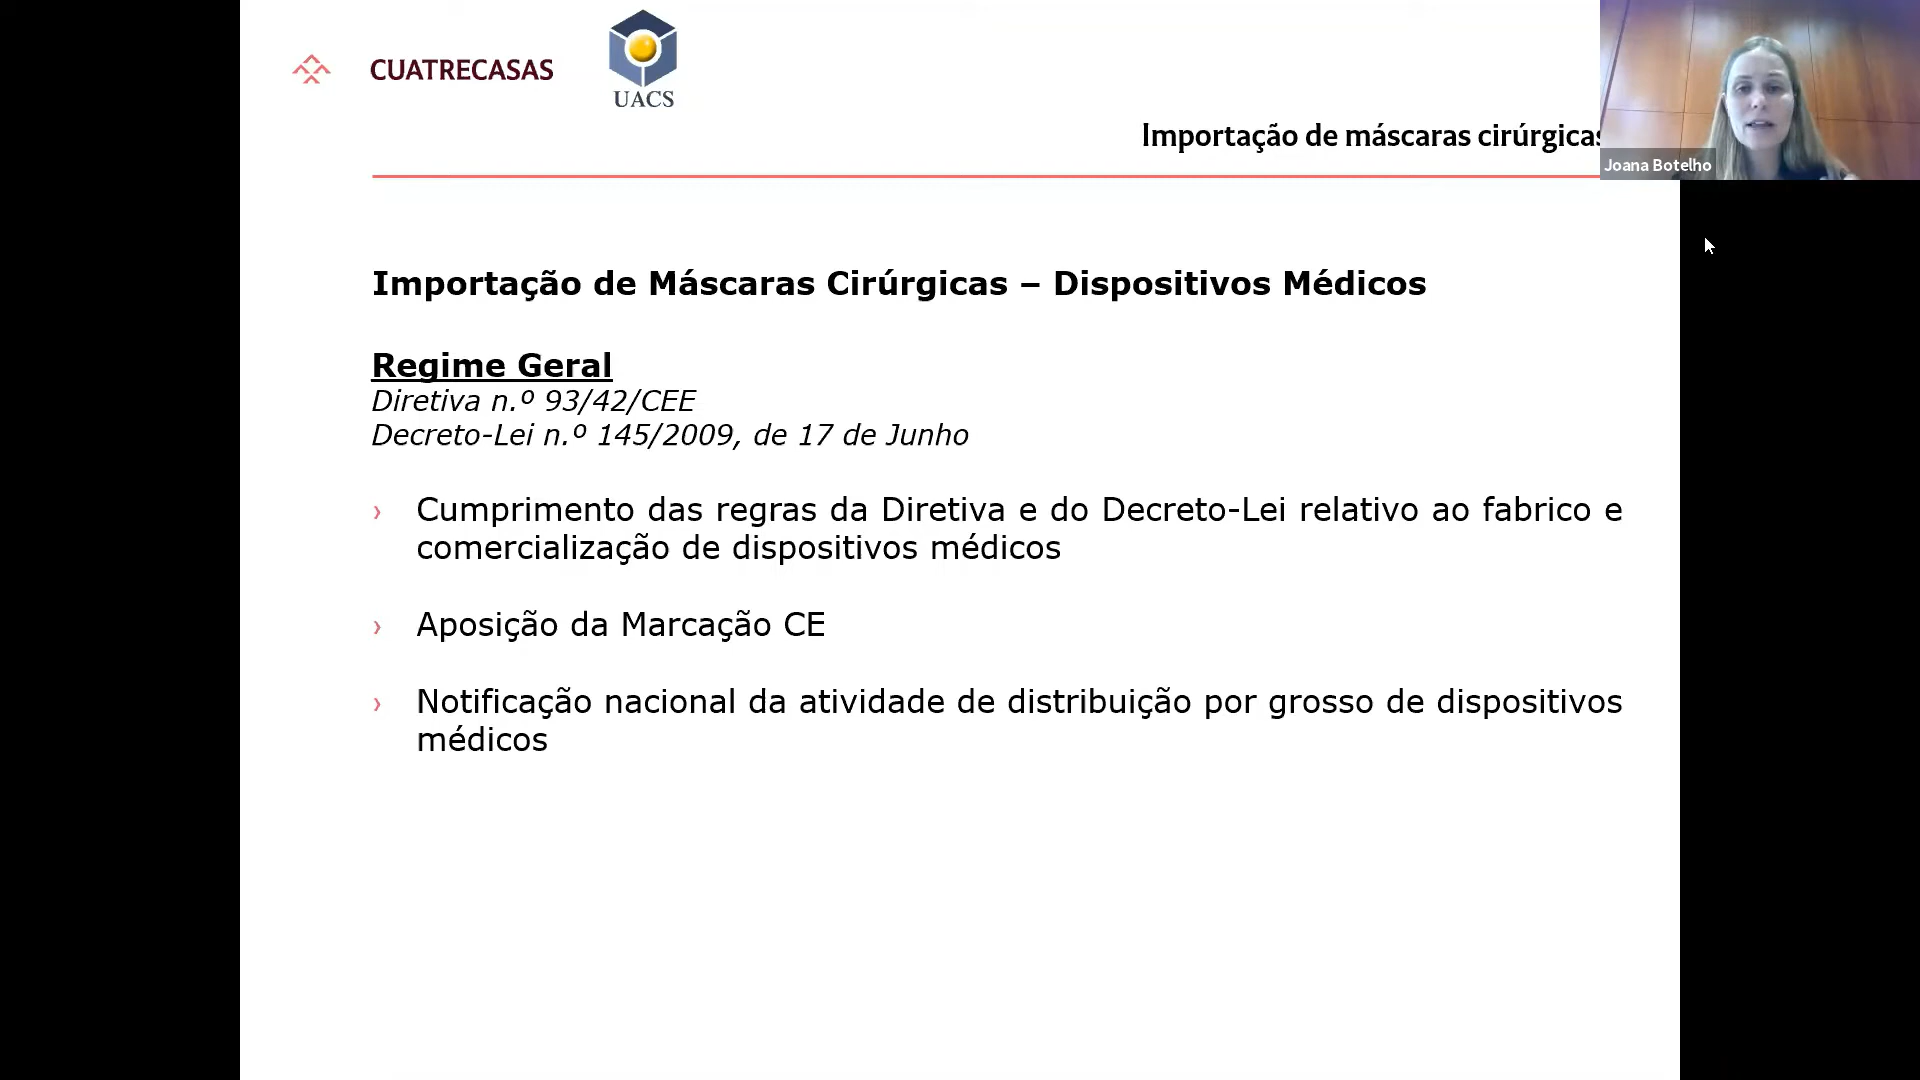 CUATRECASAS
UACS
Importação de máscaras cirúrgicas
Joana Botelho
Importação de Máscaras Cirúrgicas – Dispositivos Médicos
Regime Geral
Diretiva n.º 93/42/CEE
Decreto-Lei n.º 145/2009, de 17 de Junho
› Cumprimento das regras da Diretiva e do Decreto-Lei relativo ao fabrico e
comercialização de dispositivos médicos
› Aposição da Marcação CE
› Notificação nacional da atividade de distribuição por grosso de dispositivos
médicos